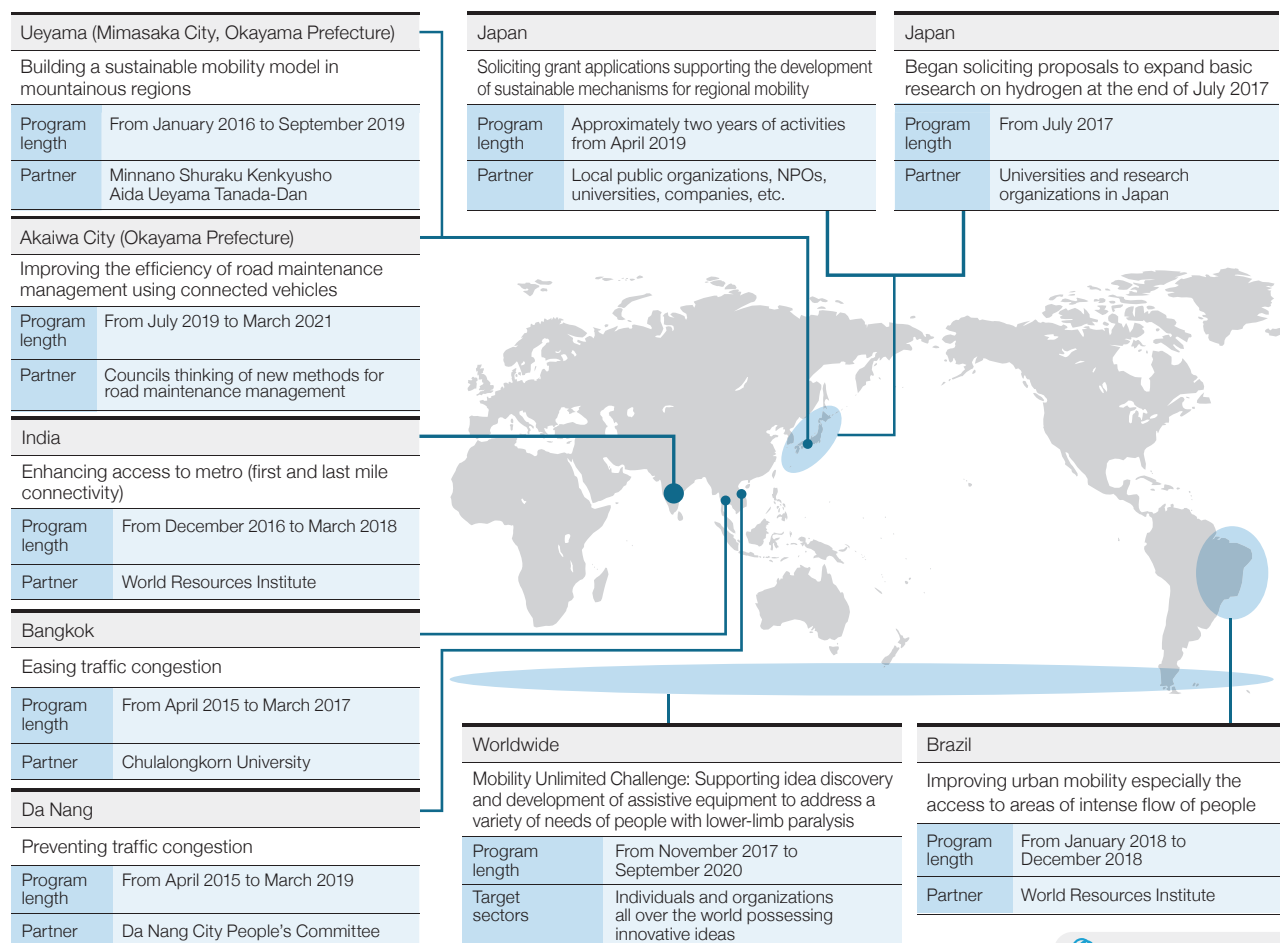 Ueyama (Mimasaka City, Okayama Prefecture)
Building a sustainable mobility model in
mountainous regions
Program
length
From January 2016 to September 2019
Partner
Minnano Shuraku Kenkyusho
Aida Ueyama Tanada-Dan
Akaiwa City (Okayama Prefecture)
Improving the efficiency of road maintenance
management using connected vehicles
Program
length
From July 2019 to March 2021
Partner
Councils thinking of new methods for
road maintenance management
India
Enhancing access to metro (first and last mile
connectivity)
Program
length
From December 2016 to March 2018
Partner
World Resources Institute
Bangkok
Easing traffic congestion
Program
length
From April 2015 to March 2017
Partner
Chulalongkorn University
Da Nang
Preventing traffic congestion
Program
length
From April 2015 to March 2019
Partner
Da Nang City People's Committee
Japan
Soliciting grant applications supporting the development
of sustainable mechanisms for regional mobility
Program
length
Approximately two years of activities
from April 2019
Partner
Local public organizations, NPOs,
universities, companies, etc.
Japan
Began soliciting proposals to expand basic
research on hydrogen at the end of July 2017
Program
length
From July 2017
Partner
Universities and research
organizations in Japan
Worldwide
Mobility Unlimited Challenge: Supporting idea discovery
and development of assistive equipment to address a
variety of needs of people with lower-limb paralysis
Program
length
From November 2017 to
September 2020
Target
sectors
Individuals and organizations
all over the world possessing
innovative ideas
Brazil
Improving urban mobility especially the
access to areas of intense flow of people
Program
length
From January 2018 to
December 2018
Partner
World Resources Institute